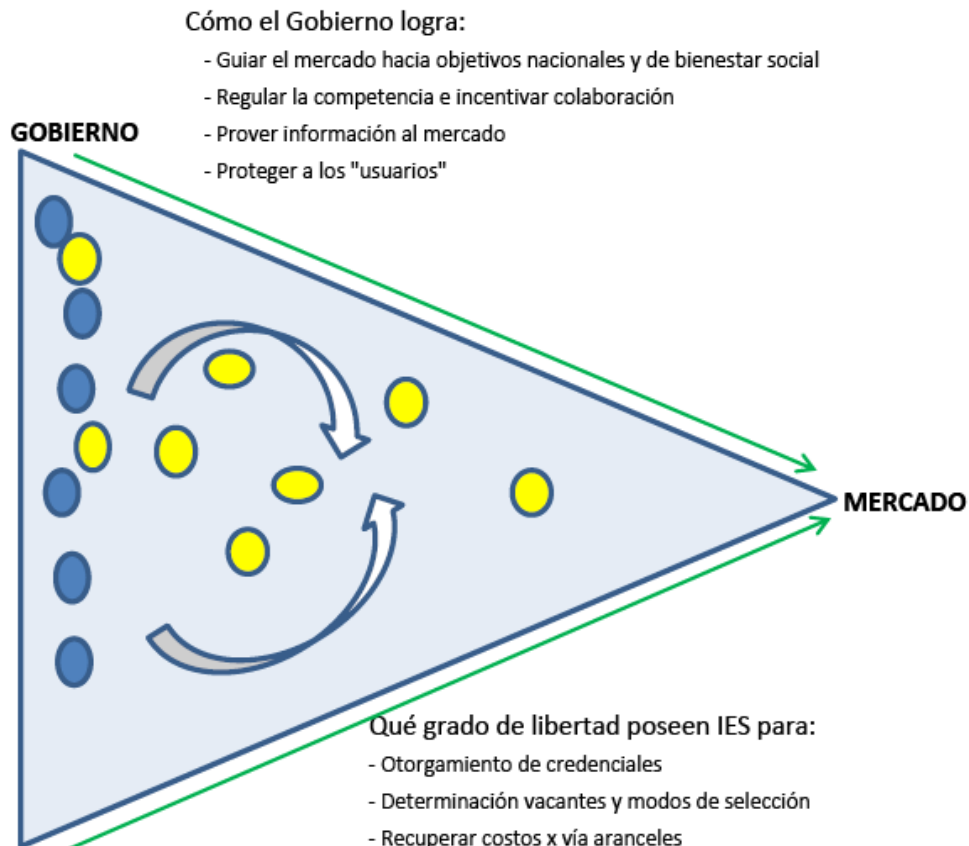 Cómo el Gobierno logra:
- Guiar el mercado hacia objetivos nacionales y de bienestar social
- Regular la competencia e incentivar colaboración
GOBIERNO
- Prover información al mercado
- Proteger a los "usuarios"
MERCADO
Qué grado de libertad poseen IES para:
- Otorgamiento de credenciales
- Determinación vacantes y modos de selección
- Recuperar costos x vía aranceles